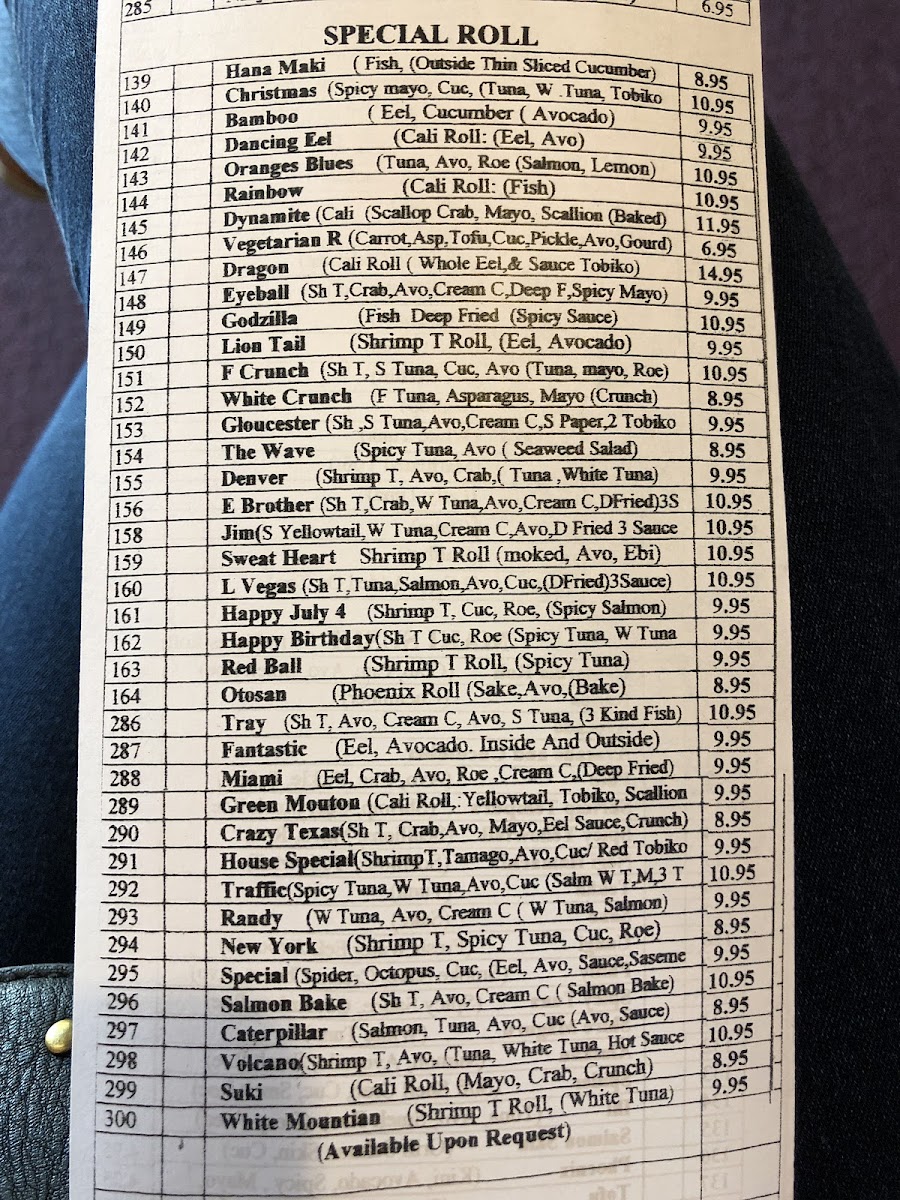 285 6.95
SPECIAL ROLL
139 Hana Maki ( Fish, (Outside Thin Sliced Cucumber) 8.95
140 Christmas (Spicy mayo, Cuc, (Tuna, W .Tuna, Tobiko 10.95
141 Bamboo ( Eel, Cucumber ( Avocado) 9.95
142 Dancing Eel (Cali Roll: (Eel, Avo) 9.95
143 Oranges Blues (Tuna, Avo, Roe (Salmon, Lemon) 10.95
144 Rainbow (Cali Roll: (Fish) 10.95
145 Dynamite (Cali (Scallop Crab, Mayo, Scallion (Baked) 11.95
146 Vegetarian R (Carrot,Asp,Tofu,Cuc,Pickle,Avo,Gourd) 6.95
147 Dragon (Cali Roll ( Whole Eel,& Sauce Tobiko) 14.95
148 Eyeball (Sh T,Crab,Avo,Cream C,Deep F,Spicy Mayo) 9.95
149 Godzilla (Fish Deep Fried (Spicy Sauce) 10.95
150 Lion Tail (Shrimp T Roll, (Eel, Avocado) 9.95
151 F Crunch (Sh T, S Tuna, Cuc, Avo (Tuna, mayo, Roe) 10.95
152 White Crunch (F Tuna, Asparagus, Mayo (Crunch) 8.95
153 Gloucester (Sh ,S Tuna,Avo,Cream C,S Paper,2 Tobiko 9.95
154 The Wave (Spicy Tuna, Avo ( Seaweed Salad) 8.95
155 Denver (Shrimp T, Avo, Crab,( Tuna ,White Tuna) 9.95
156 E Brother (Sh T,Crab,W Tuna,Avo,Cream C,DFried)3S 10.95
158 Jim(S Yellowtail,W Tuna,Cream C,Avo,D Fried 3 Sauce 10.95
159 Sweat Heart Shrimp T Roll (moked, Avo, Ebi) 10.95
160 L Vegas (Sh T,Tuna,Salmon,Avo,Cuc,(DFried)3Sauce) 10.95
161 Happy July 4 (Shrimp T, Cuc, Roe, (Spicy Salmon) 9.95
162 Happy Birthday(Sh T Cuc, Roe (Spicy Tuna, W Tuna 9.95
163 Red Ball (Shrimp T Roll, (Spicy Tuna) 9.95
164 Otosan (Phoenix Roll (Sake,Avo,(Bake) 8.95
286 Tray (Sh T, Avo, Cream C, Avo, S Tuna, (3 Kind Fish) 10.95
287 Fantastic (Eel, Avocado. Inside And Outside) 9.95
288 Miami (Eel, Crab, Avo, Roe ,Cream C,(Deep Fried) 9.95
289 Green Mouton (Cali Roll,:Yellowtail, Tobiko, Scallion 9.95
290 Crazy Texas(Sh T, Crab,Avo, Mayo,Eel Sauce,Crunch) 8.95
291 House Special(ShrimpT,Tamago,Avo,Cuc/ Red Tobiko 9.95
292 Traffic(Spicy Tuna,W Tuna,Avo,Cuc (Salm W T,M,3 T 10.95
293 Randy (W Tuna, Avo, Cream C ( W Tuna, Salmon) 9.95
294 New York (Shrimp T, Spicy Tuna, Cuc, Roe) 8.95
295 Special (Spider, Octopus, Cuc, (Eel, Avo, Sauce,Saseme 9.95
296 Salmon Bake (Sh T, Avo, Cream C ( Salmon Bake) 10.95
297 Caterpillar (Salmon, Tuna, Avo, Cuc (Avo, Sauce) 8.95
298 Volcano(Shrimp T, Avo, (Tuna, White Tuna, Hot Sauce 10.95
299 Suki (Cali Roll, (Mayo, Crab, Crunch) 8.95
300 White Mountian (Shrimp T Roll, (White Tuna) 9.95
(Available Upon Request)